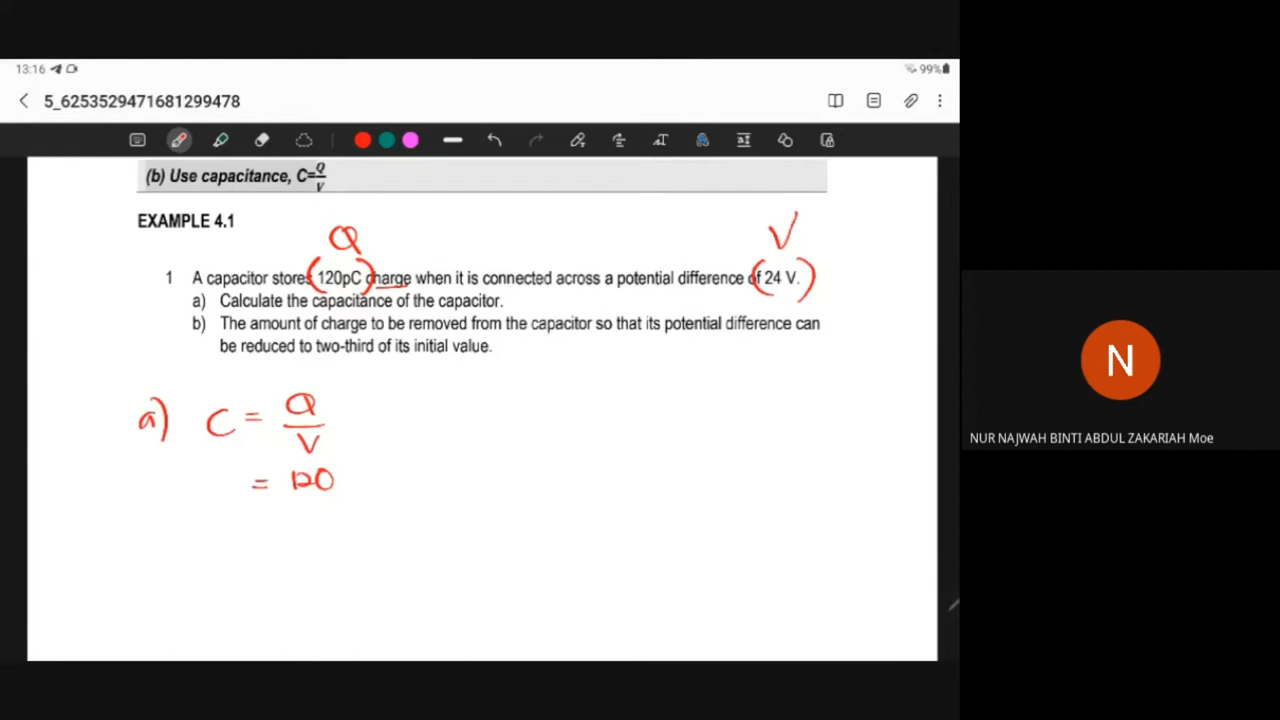 13:16
99%
5_6253529471681299478
(b) Use capacitance, C=Q/V
EXAMPLE 4.1
Q
V
1 A capacitor stores 120pC charge when it is connected across a potential difference of 24 V.
a) Calculate the capacitance of the capacitor.
b) The amount of charge to be removed from the capacitor so that its potential difference can
be reduced to two-third of its initial value.
N
NUR NAJWAH BINTI ABDUL ZAKARIAH Moe
a) C = Q/V
= 120